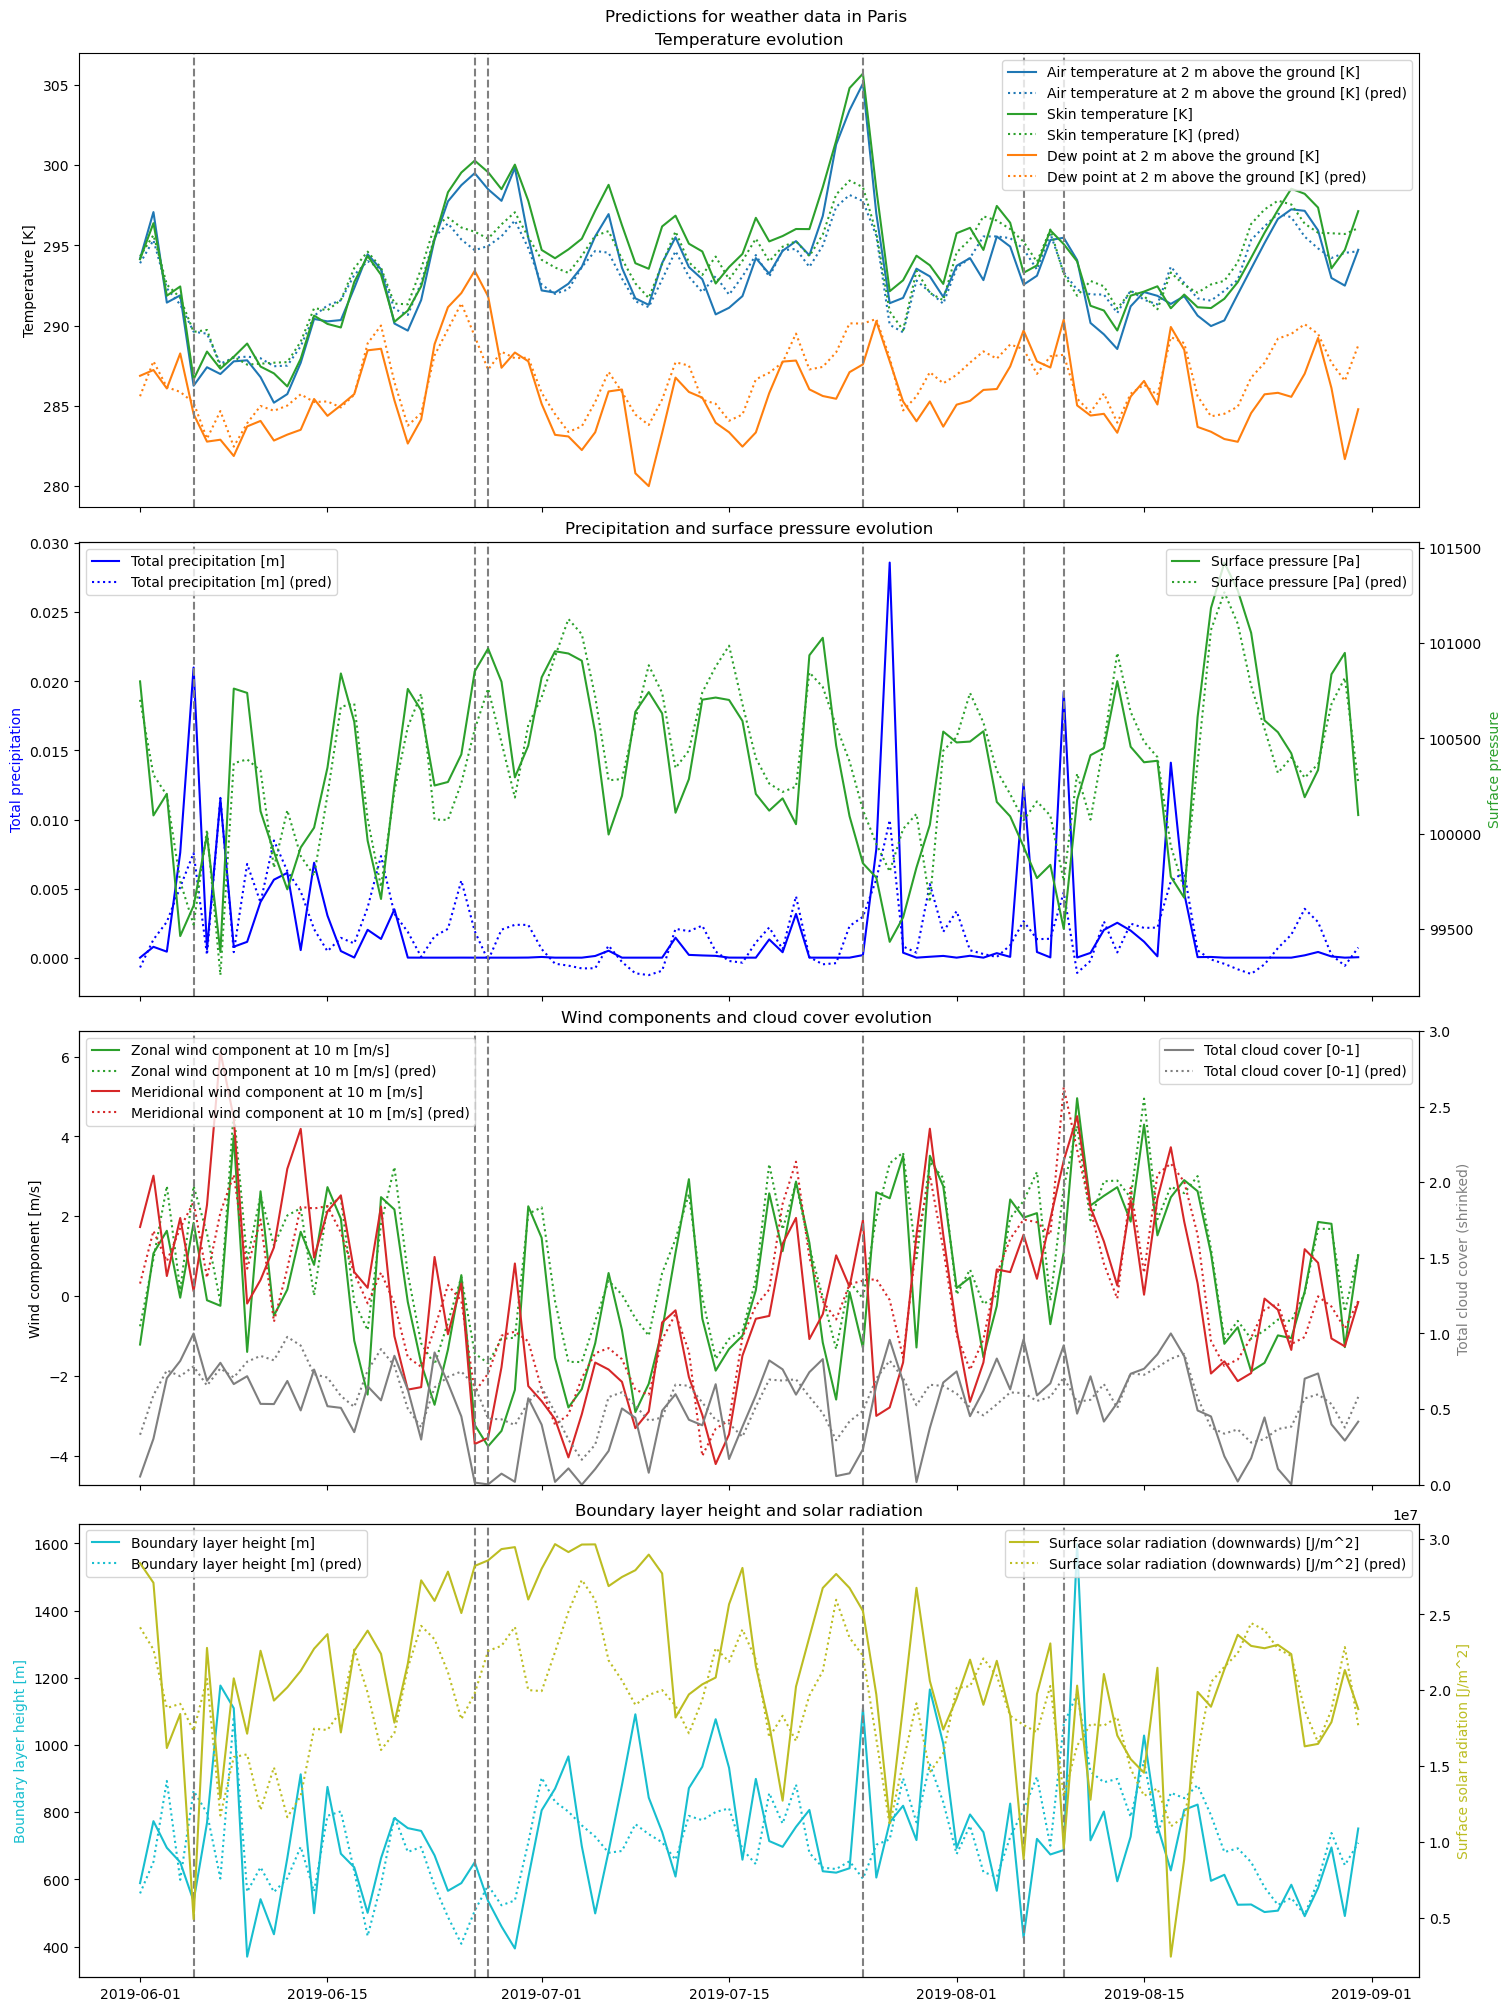 Predictions for weather data in Paris
Temperature evolution
Temperature [K]
305
300
295
290
285
280
Air temperature at 2 m above the ground [K]
Air temperature at 2 m above the ground [K] (pred)
Skin temperature [K]
Skin temperature [K] (pred)
Dew point at 2 m above the ground [K]
Dew point at 2 m above the ground [K] (pred)
Precipitation and surface pressure evolution
Total precipitation
0.030
0.025
0.020
0.015
0.010
0.005
0.000
Total precipitation [m]
Total precipitation [m] (pred)
Surface pressure [Pa]
Surface pressure [Pa] (pred)
101500
101000
100500
100000
99500
Surface pressure
Wind components and cloud cover evolution
Wind component [m/s]
6
4
2
0
−2
−4
Zonal wind component at 10 m [m/s]
Zonal wind component at 10 m [m/s] (pred)
Meridional wind component at 10 m [m/s]
Meridional wind component at 10 m [m/s] (pred)
Total cloud cover [0-1]
Total cloud cover [0-1] (pred)
3.0
2.5
2.0
1.5
1.0
0.5
0.0
Total cloud cover (shrinked)
Boundary layer height and solar radiation
1e7
Boundary layer height [m]
1600
1400
1200
1000
800
600
400
Boundary layer height [m]
Boundary layer height [m] (pred)
Surface solar radiation (downwards) [J/m^2]
Surface solar radiation (downwards) [J/m^2] (pred)
3.0
2.5
2.0
1.5
1.0
0.5
Surface solar radiation [J/m^2]
2019-06-01
2019-06-15
2019-07-01
2019-07-15
2019-08-01
2019-08-15
2019-09-01